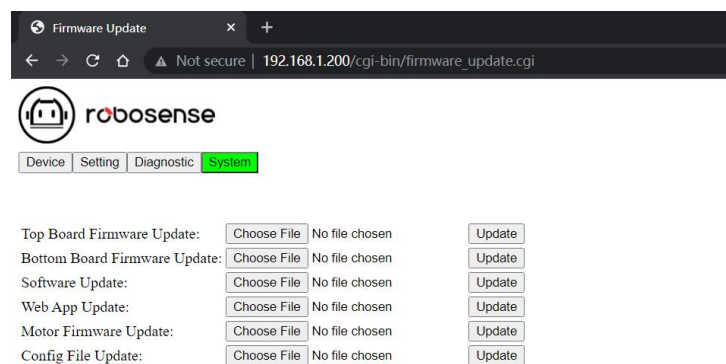 Firmware Update
Not secure | 192.168.1.200/cgi-bin/firmware_update.cgi
robosense
Device Setting Diagnostic System
Top Board Firmware Update: Choose File No file chosen Update
Bottom Board Firmware Update: Choose File No file chosen Update
Software Update: Choose File No file chosen Update
Web App Update: Choose File No file chosen Update
Motor Firmware Update: Choose File No file chosen Update
Config File Update: Choose File No file chosen Update